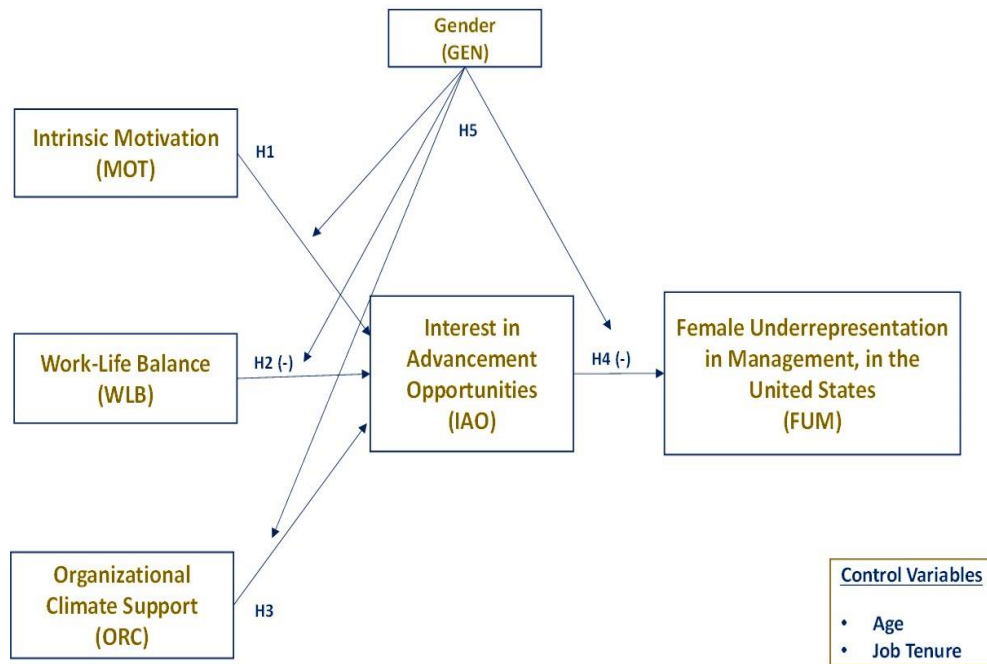 Gender
(GEN)
H5
Intrinsic Motivation
(MOT)
H1
Work-Life Balance
(WLB)
H2 (-)
Interest in
Advancement
Opportunities
(IAO)
H4 (-)
Female Underrepresentation
in Management, in the
United States
(FUM)
Organizational
Climate Support
(ORC)
H3
Control Variables
• Age
• Job Tenure